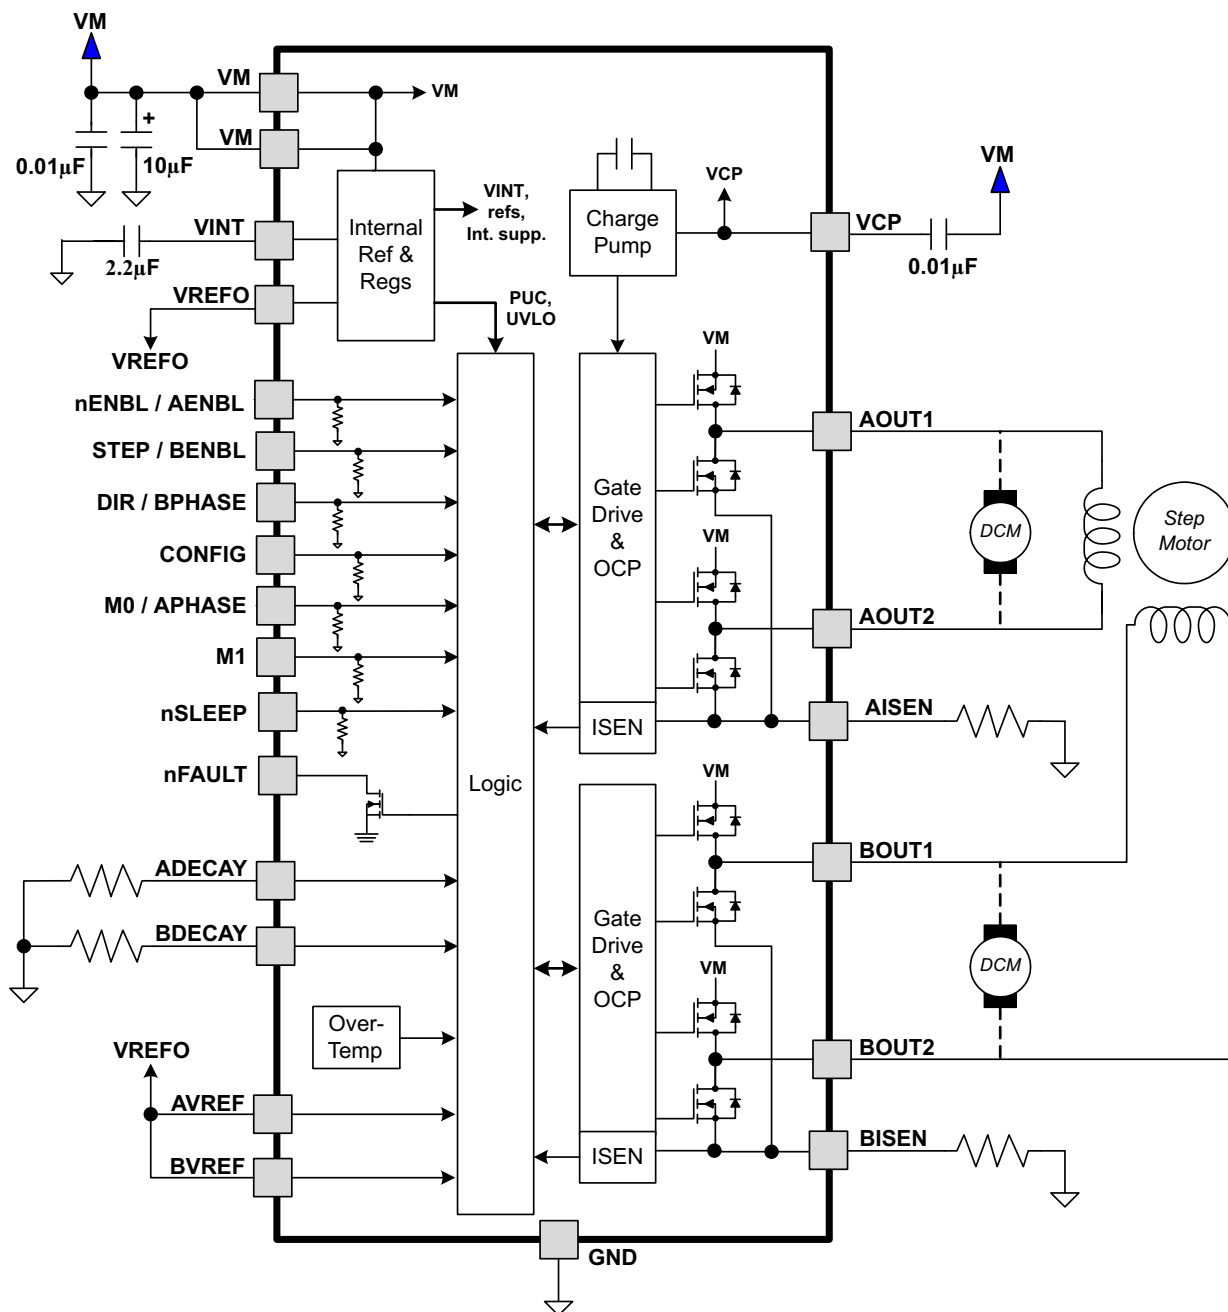 VM
VM
VM
VM
+
0.01µF
10µF
VINT
2.2µF
VREFO
VREFO
Internal
Ref &
Regs
VINT,
refs,
Int. supp.
PUC,
UVLO
Charge
Pump
VCP
VCP
VM
0.01µF
nENBL / AENBL
STEP / BENBL
DIR / BPHASE
CONFIG
M0 / APHASE
M1
nSLEEP
nFAULT
ADECAY
BDECAY
Over-
Temp
VREFO
AVREF
BVREF
Logic
Gate
Drive
&
OCP
ISEN
VM
VM
AOUT1
DCM
Step
Motor
AOUT2
AISEN
Gate
Drive
&
OCP
ISEN
VM
VM
BOUT1
DCM
BOUT2
BISEN
GND